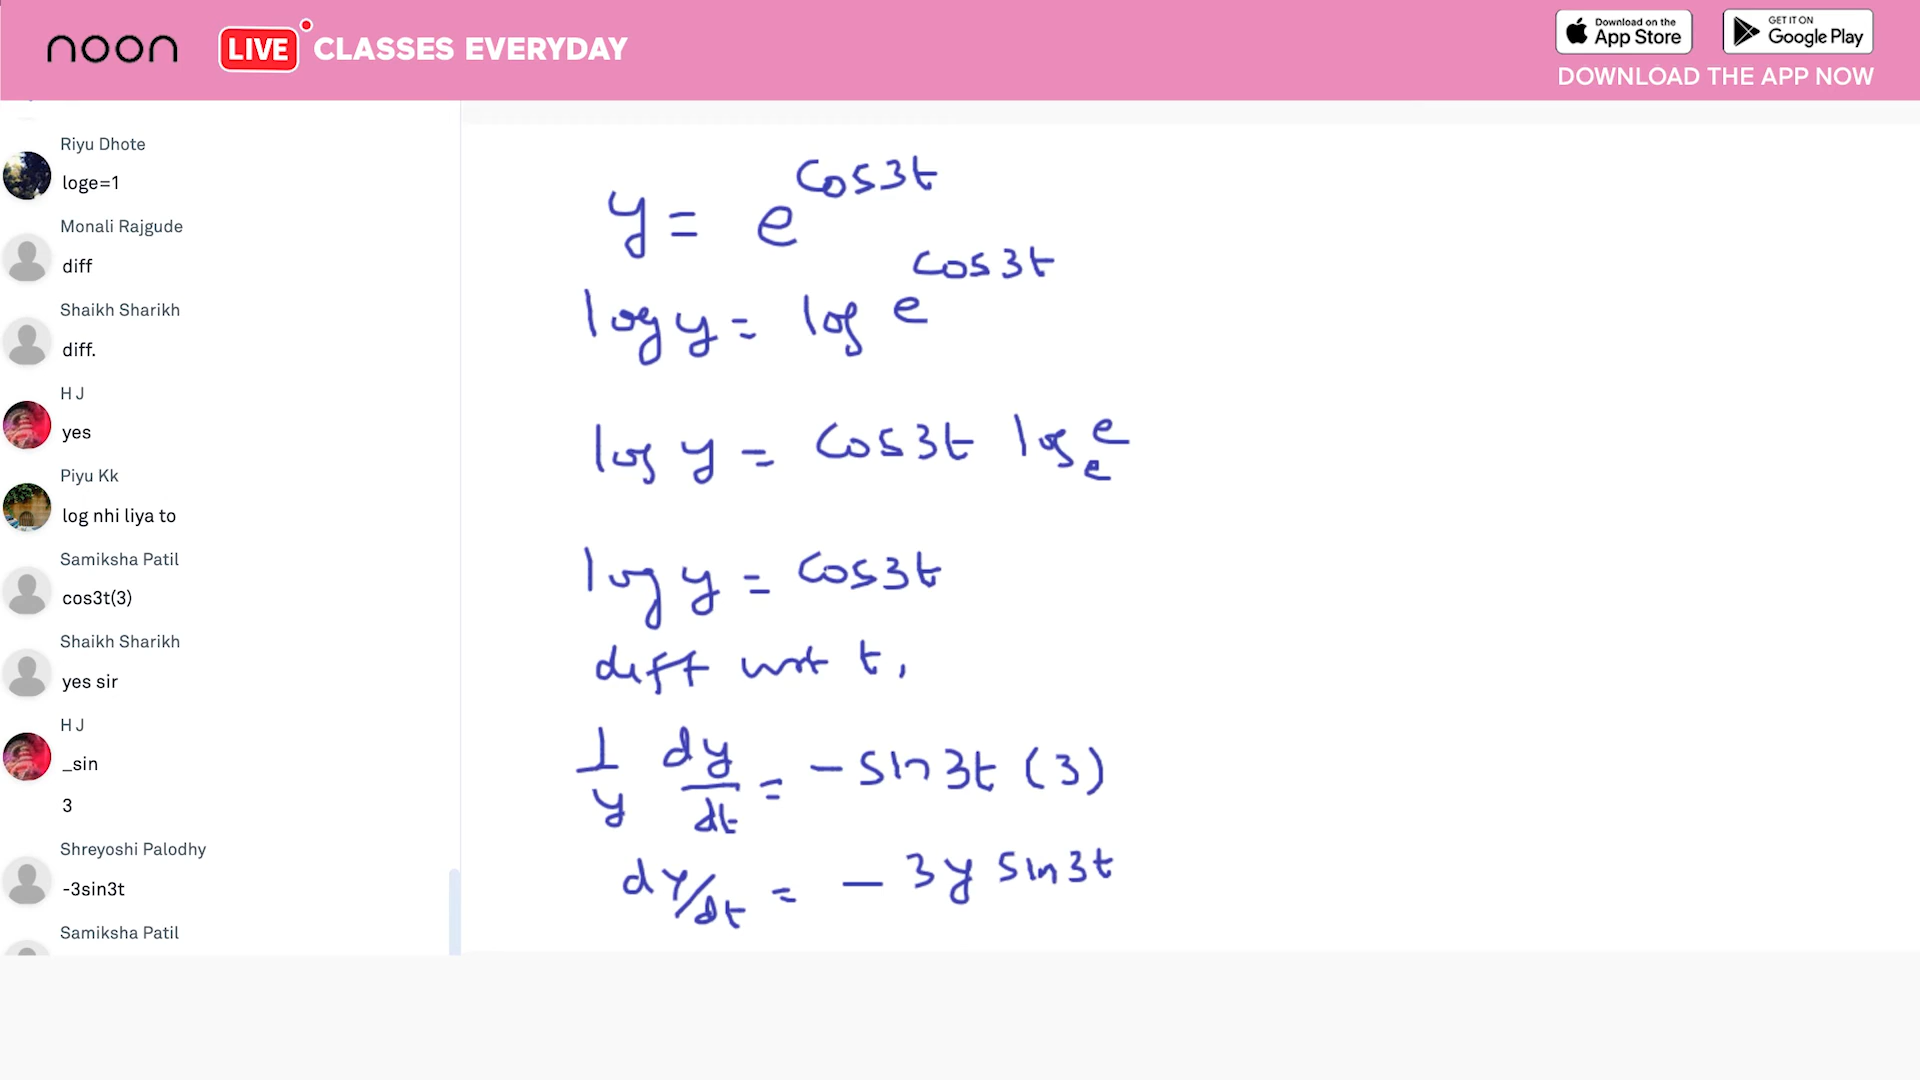 noon LIVE CLASSES EVERYDAY
Download on the App Store
GET IT ON Google Play
DOWNLOAD THE APP NOW
Riyu Dhote
loge=1
Monali Rajgude
diff
Shaikh Sharikh
diff.
H J
yes
Piyu Kk
log nhi liya to
Samiksha Patil
cos3t(3)
Shaikh Sharikh
yes sir
H J
_sin
3
Shreyoshi Palodhy
-3sin3t
Samiksha Patil
y = e^{cos3t}
log y = log e^{cos3t}
log y = cos3t log_e e
log y = cos3t
diff wrt t,
1/y dy/dt = - sin3t (3)
dy/dt = - 3y sin3t